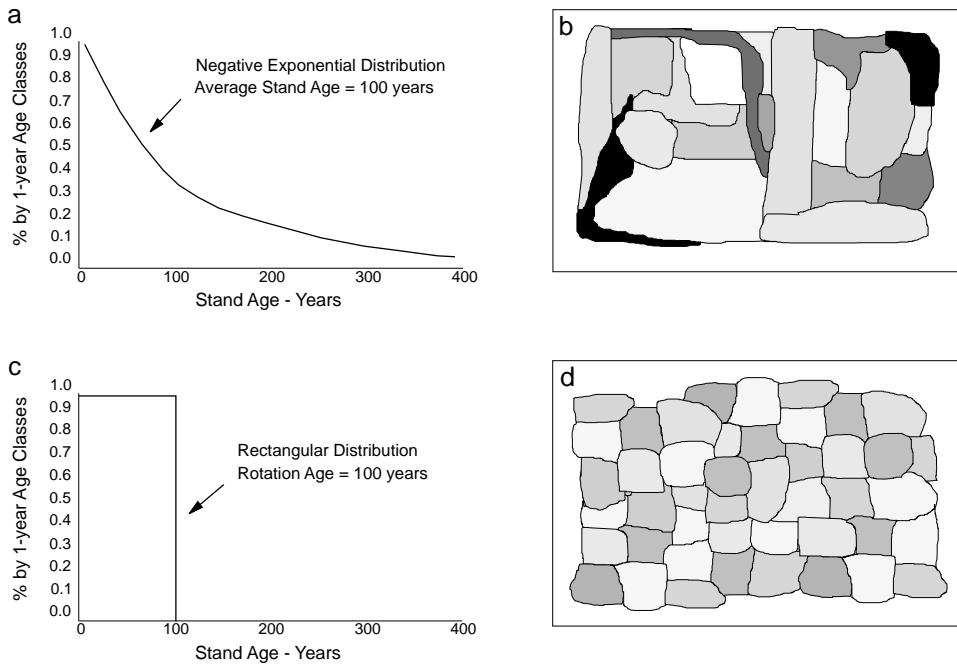 a
1.0
0.9
0.8
0.7
0.6
0.5
0.4
0.3
0.2
0.1
0.0
% by 1-year Age Classes
Negative Exponential Distribution
Average Stand Age = 100 years
0 100 200 300 400
Stand Age - Years
b
c
1.0
0.9
0.8
0.7
0.6
0.5
0.4
0.3
0.2
0.1
0.0
% by 1-year Age Classes
Rectangular Distribution
Rotation Age = 100 years
0 100 200 300 400
Stand Age - Years
d